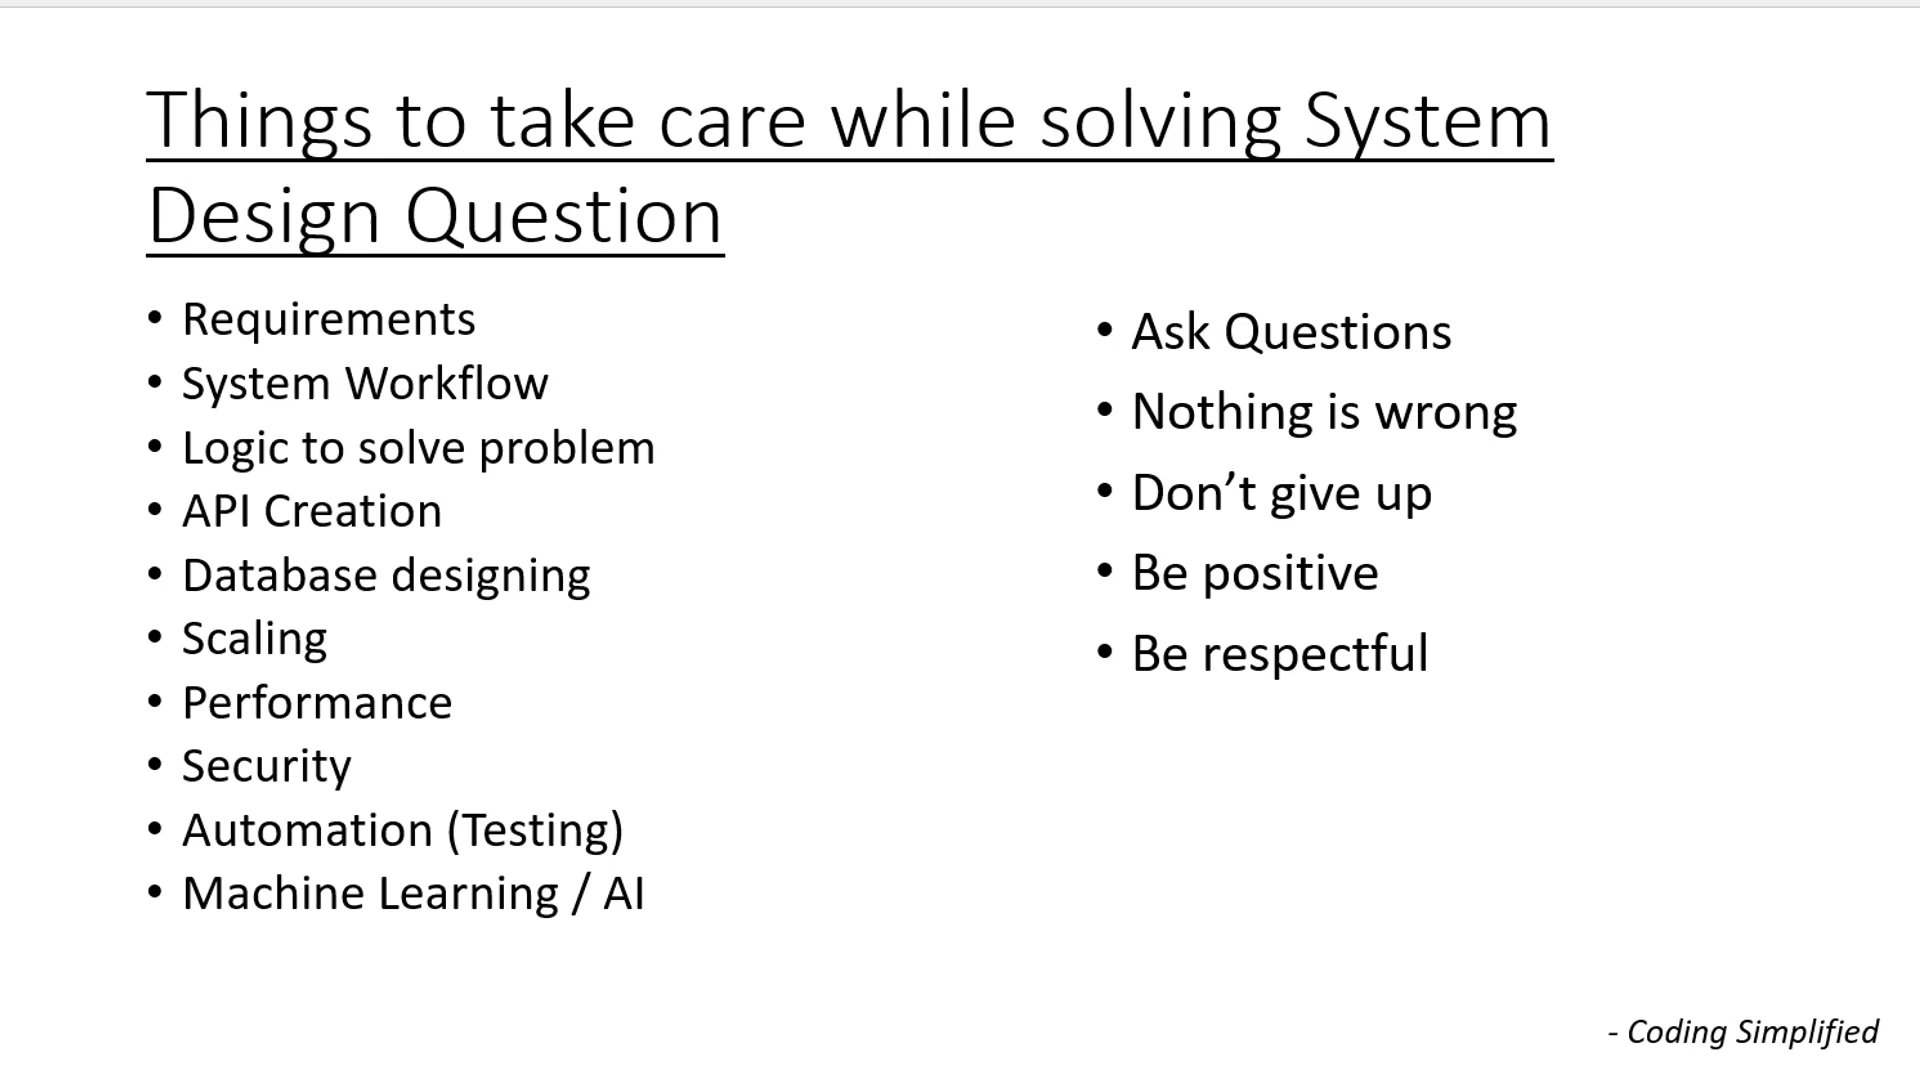 Things to take care while solving System
Design Question
• Requirements
• System Workflow
• Logic to solve problem
• API Creation
• Database designing
• Scaling
• Performance
• Security
• Automation (Testing)
• Machine Learning / AI
• Ask Questions
• Nothing is wrong
• Don’t give up
• Be positive
• Be respectful
- Coding Simplified